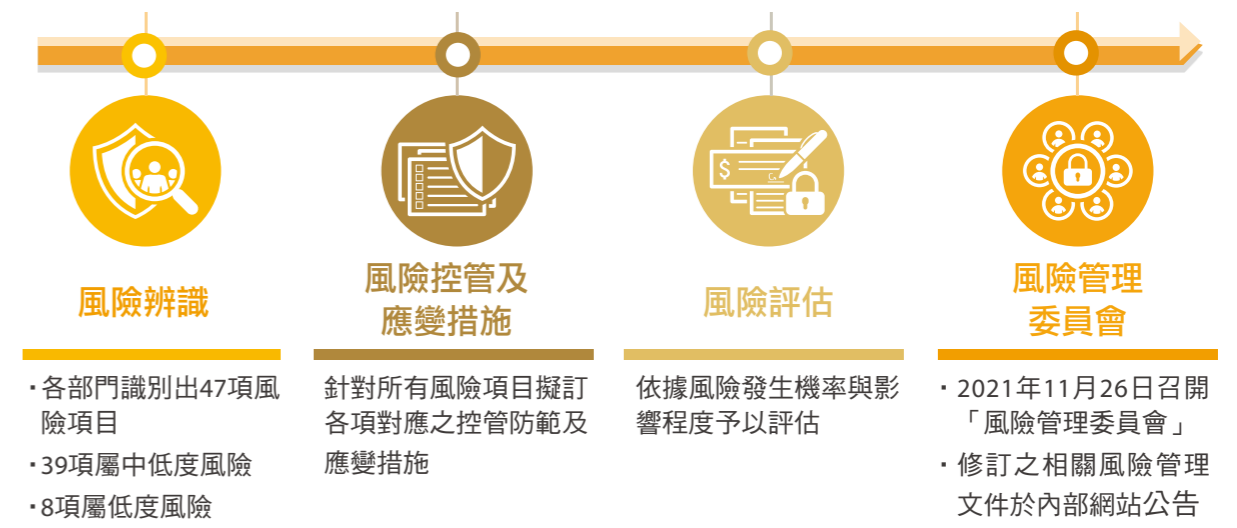 風險辨識
・各部門識別出47項風
險項目
・39項屬中低度風險
・8項屬低度風險
風險控管及
應變措施
針對所有風險項目擬訂
各項對應之控管防範及
應變措施
$
風險評估
依據風險發生機率與影
響程度予以評估
風險管理
委員會
・2021年11月26日召開
「風險管理委員會」
・修訂之相關風險管理
文件於內部網站公告